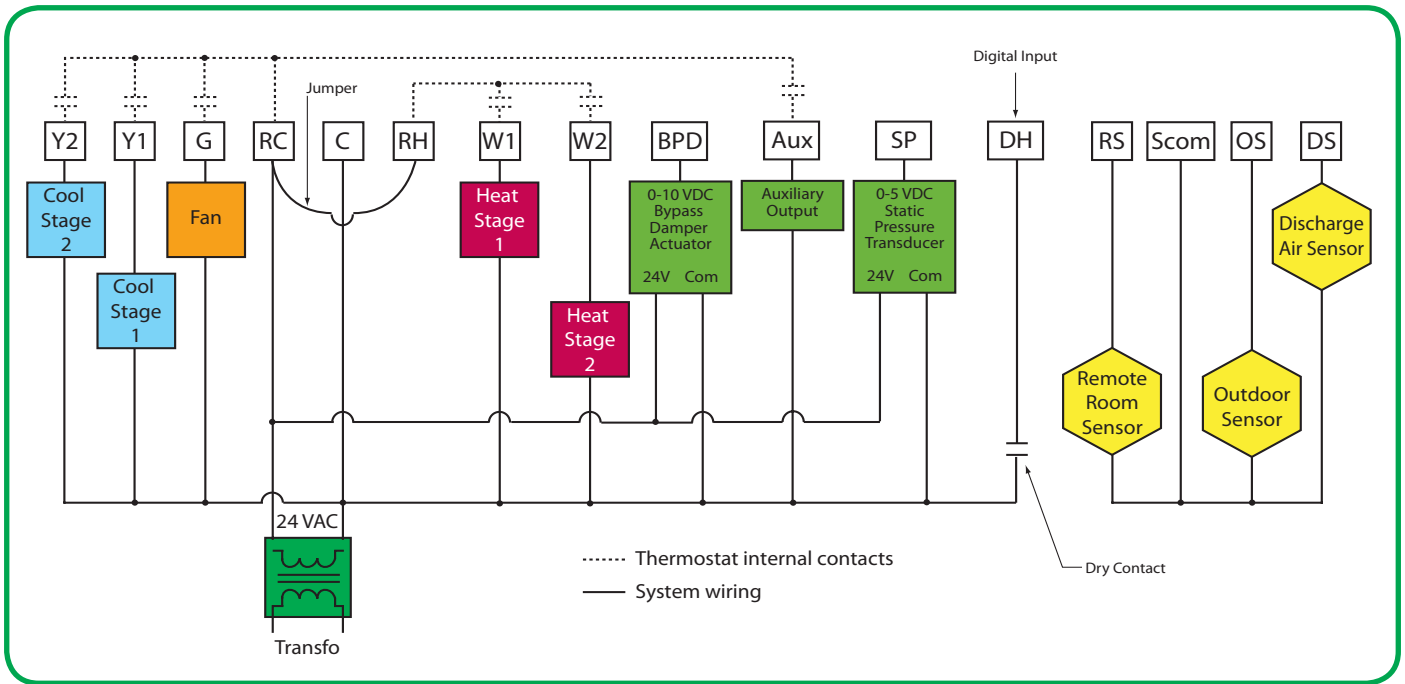 Digital Input
Jumper
Y2
Y1
G
RC
C
RH
W1
W2
BPD
Aux
SP
DH
RS
Scom
OS
DS
Cool
Stage
2
Cool
Stage
1
Fan
Heat
Stage
1
Heat
Stage
2
0-10 VDC
Bypass
Damper
Actuator
24V Com
Auxiliary
Output
0-5 VDC
Static
Pressure
Transducer
24V Com
Remote
Room
Sensor
Outdoor
Sensor
Discharge
Air Sensor
24 VAC
Transfo
Thermostat internal contacts
System wiring
Dry Contact